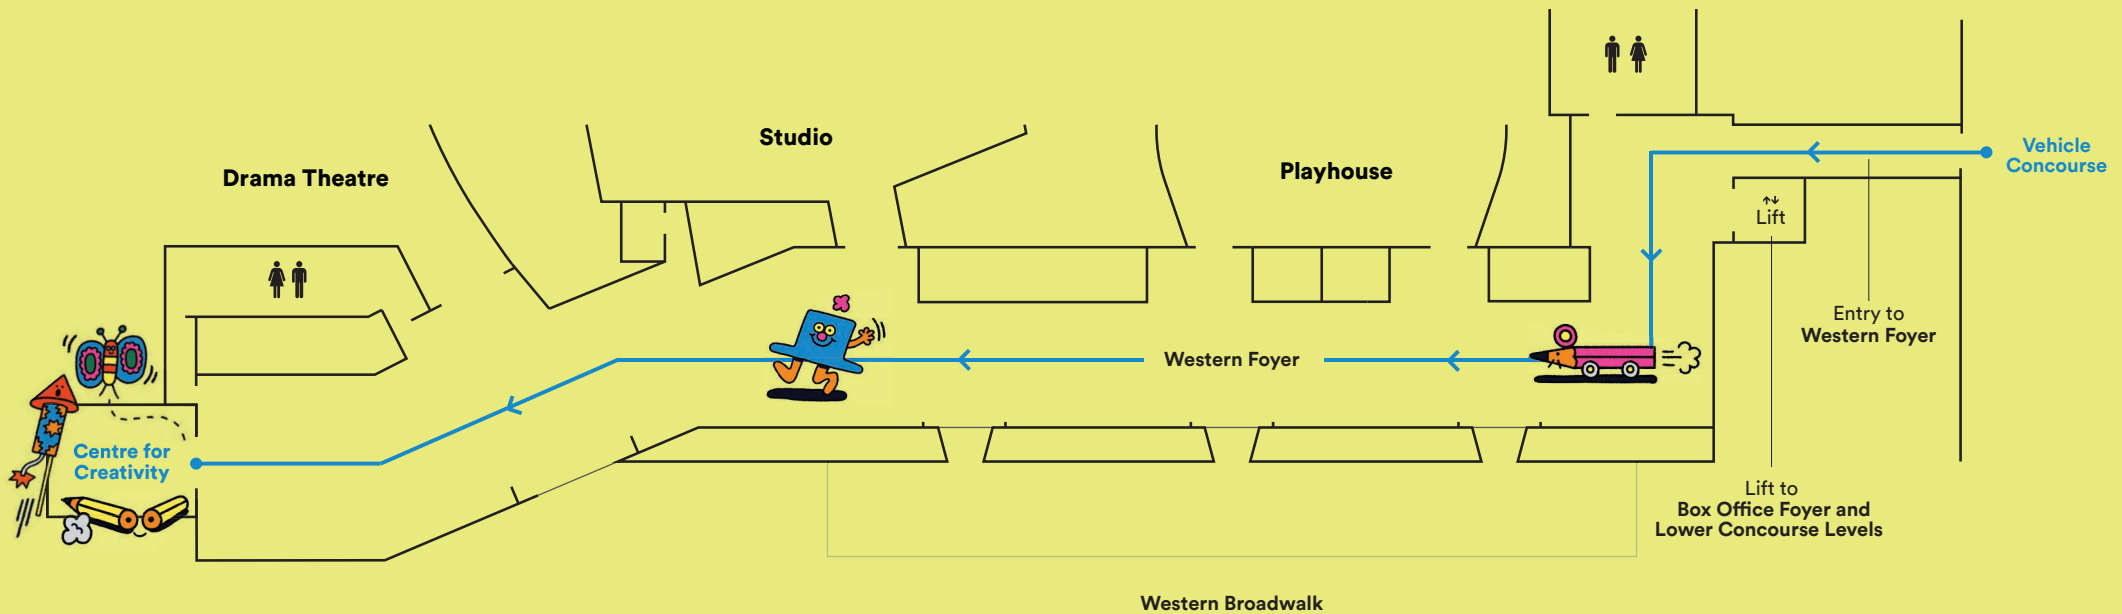 Studio
Playhouse
Drama Theatre
Vehicle
Concourse
Lift
Entry to
Western Foyer
Western Foyer
Centre for
Creativity
Lift to
Box Office Foyer and
Lower Concourse Levels
Western Broadwalk